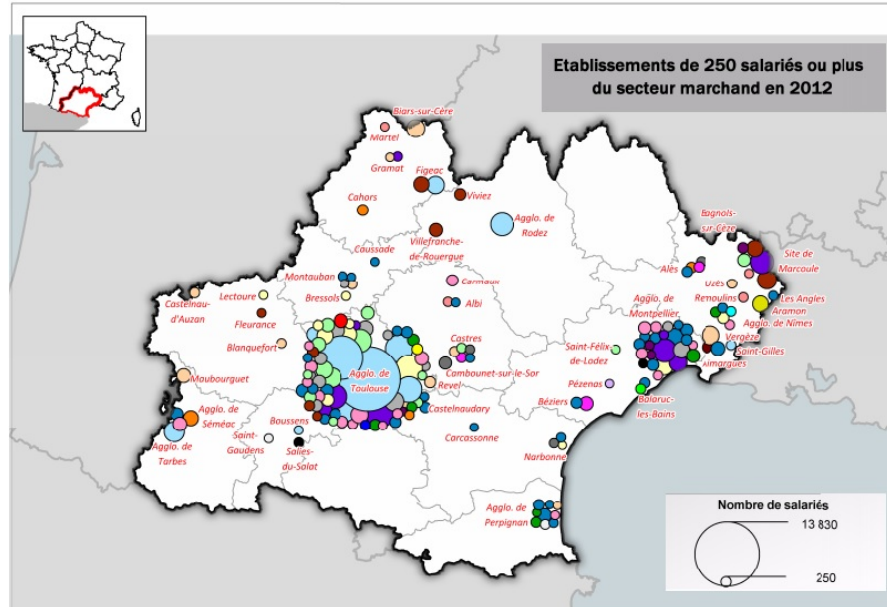 Etablissements de 250 salariés ou plus
du secteur marchand en 2012
Biars-sur-Cère
Martel
Gramat
Figeac
Cahors
Viviez
Agglo. de
Rodez
Villefranche-
de-Rouergue
Caussade
Montauban
Bressols
Lectoure
Castelnau-
d'Auzan
Fleurance
Blanquefort
Carmaux
Albi
Castres
Cambounet-sur-le-Sor
Revel
Agglo. de
Toulouse
Castelnaudary
Maubourguet
Agglo. de
Séméac
Agglo. de
Tarbes
Saint-
Gaudens
Boussens
Salies-
du-Salat
Carcassonne
Narbonne
Agglo. de
Perpignan
Béziers
Pézenas
Saint-Félix-
de-Lodez
Agglo. de
Montpellier
Balaruc-
les-Bains
Alès
Bagnols-
sur-Cèze
Site de
Marcoule
Uzès
Remoulins
Les Angles
Aramon
Agglo. de Nîmes
Vergèze
Saint-Gilles
Nombre de salariés
13 830
250